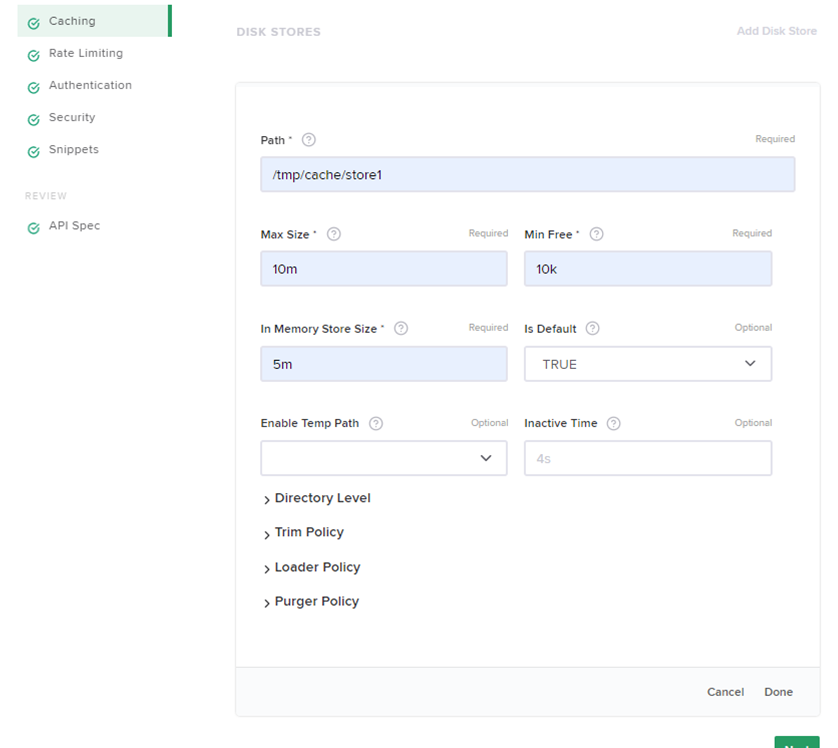 Caching
Rate Limiting
Authentication
Security
Snippets
REVIEW
API Spec
DISK STORES Add Disk Store
Path * ? Required
/tmp/cache/store1
Max Size * ? Required Min Free * ? Required
10m 10k
In Memory Store Size * ? Required Is Default ? Optional
5m TRUE
Enable Temp Path ? Optional Inactive Time ? Optional
4s
Directory Level
Trim Policy
Loader Policy
Purger Policy
Cancel Done